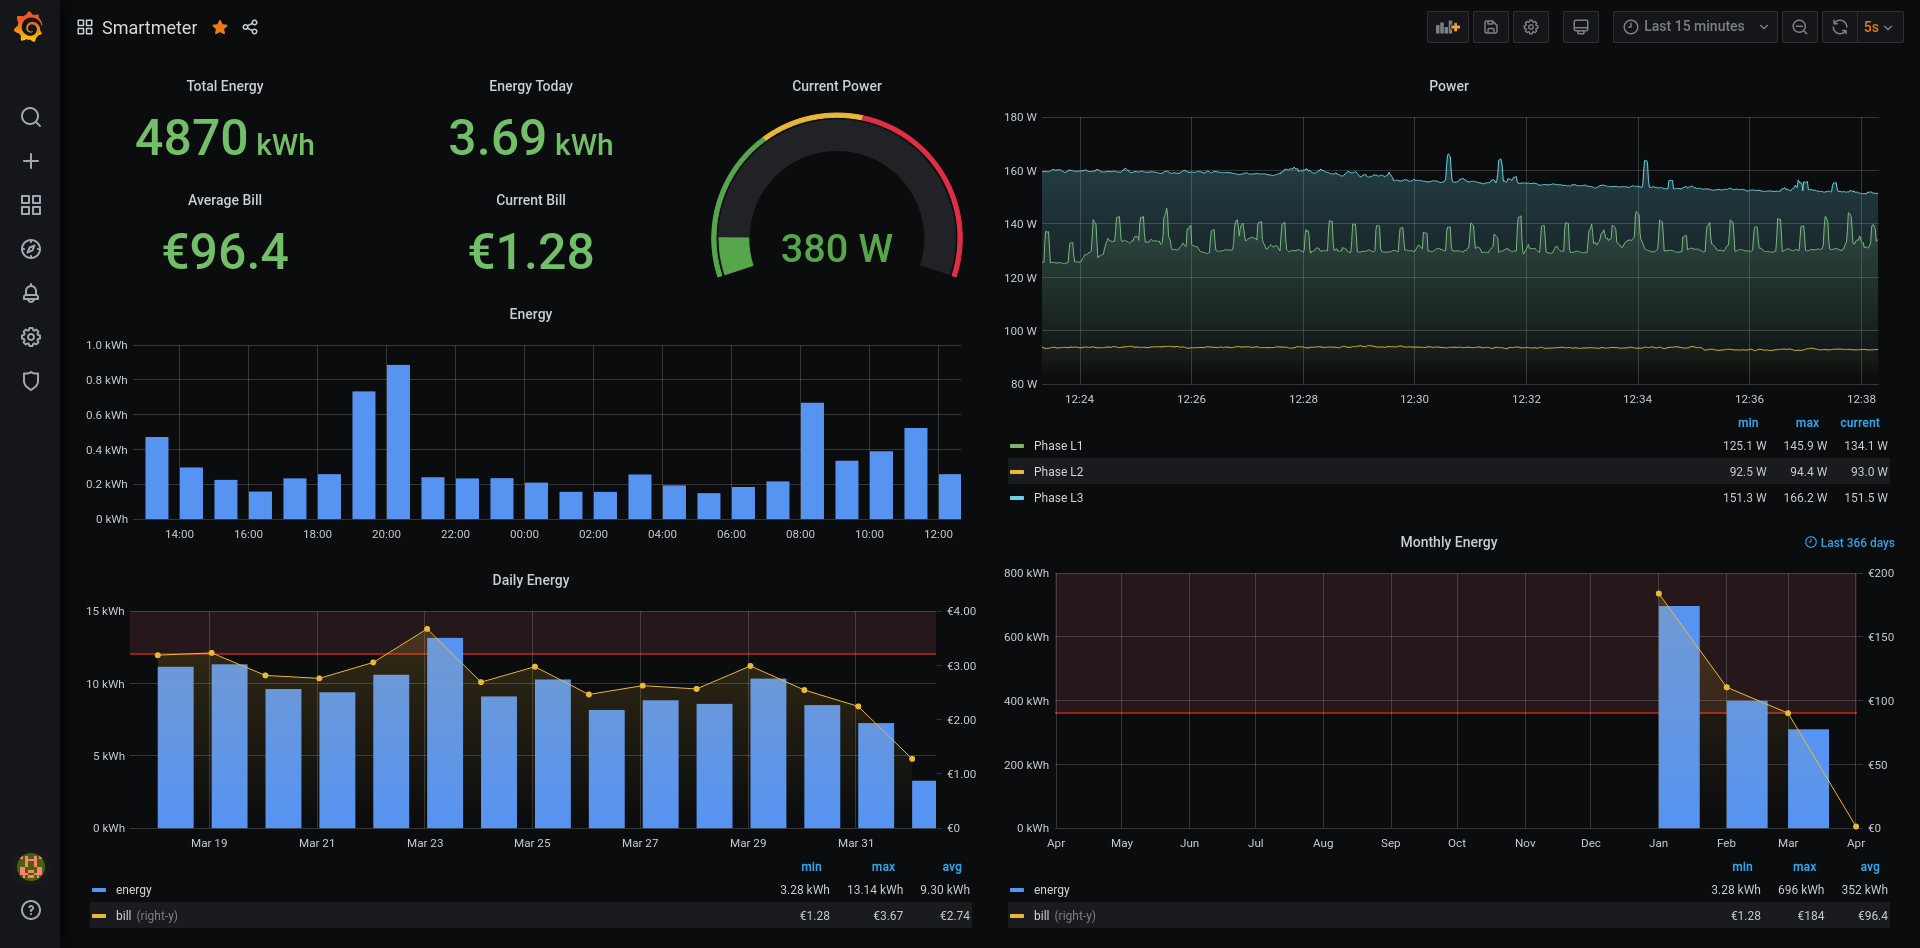 Smartmeter
Last 15 minutes
5s
Total Energy
4870 kWh
Energy Today
3.69 kWh
Average Bill
€96.4
Current Bill
€1.28
Current Power
380 W
Power
180 W
160 W
140 W
120 W
100 W
80 W
12:24 12:26 12:28 12:30 12:32 12:34 12:36 12:38
min max current
Phase L1 125.1 W 145.9 W 134.1 W
Phase L2 92.5 W 94.4 W 93.0 W
Phase L3 151.3 W 166.2 W 151.5 W
Energy
1.0 kWh
0.8 kWh
0.6 kWh
0.4 kWh
0.2 kWh
0 kWh
14:00 16:00 18:00 20:00 22:00 00:00 02:00 04:00 06:00 08:00 10:00 12:00
Daily Energy
15 kWh
10 kWh
5 kWh
0 kWh
€4.00
€3.00
€2.00
€1.00
€0
Mar 19 Mar 21 Mar 23 Mar 25 Mar 27 Mar 29 Mar 31
min max avg
energy 3.28 kWh 13.14 kWh 9.30 kWh
bill (right-y) €1.28 €3.67 €2.74
Monthly Energy
Last 366 days
800 kWh
600 kWh
400 kWh
200 kWh
0 kWh
€200
€150
€100
€50
€0
Apr May Jun Jul Aug Sep Oct Nov Dec Jan Feb Mar Apr
min max avg
energy 3.28 kWh 696 kWh 352 kWh
bill (right-y) €1.28 €184 €96.4